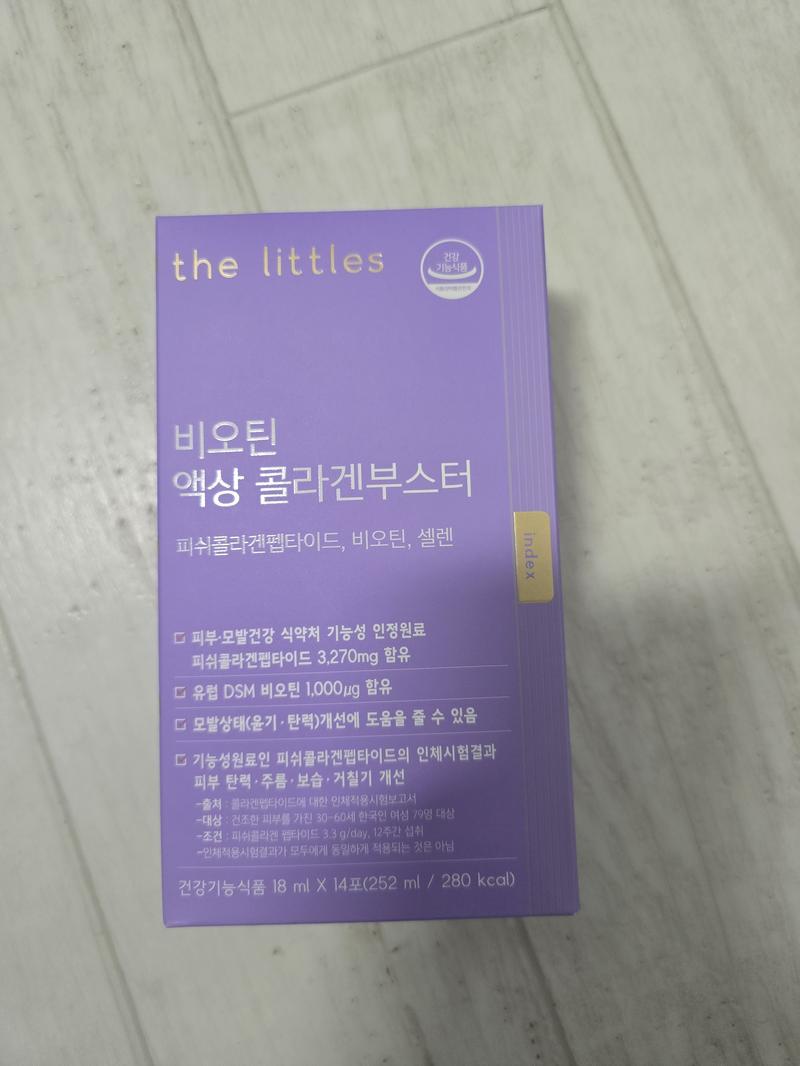 the littles
건강
기능식품
식품의약품안전처
비오틴
액상 콜라겐부스터
피쉬콜라겐펩타이드, 비오틴, 셀렌
index
피부·모발건강 식약처 기능성 인정원료
피쉬콜라겐펩타이드 3,270mg 함유
유럽 DSM 비오틴 1,000㎍ 함유
모발상태(윤기·탄력)개선에 도움을 줄 수 있음
기능성원료인 피쉬콜라겐펩타이드의 인체시험결과
피부 탄력·주름·보습·거칠기 개선
-출처 : 콜라겐펩타이드에 대한 인체적용시험보고서
-대상 : 건조한 피부를 가진 30-60세 한국인 여성 79명 대상
-조건 : 피쉬콜라겐 펩타이드 3.3 g/day, 12주간 섭취
-인체적용시험결과가 모두에게 동일하게 적용되는 것은 아님
건강기능식품 18 ml X 14포(252 ml / 280 kcal)